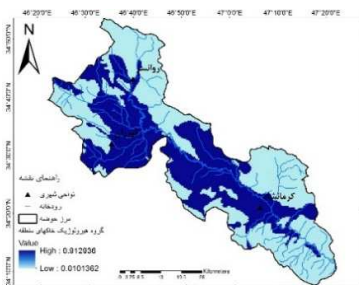 46°20'0"E 46°30'0"E 46°40'0"E 46°50'0"E 47°0'0"E 47°10'0"E 47°20'0"E
N
روانسر
کرمانشاه
راهنمای نقشه
نواحی شهری
رودخانه
مرز حوضه
گروه هیدرولوژیک خاکهای منطقه
Value
High : 0.812936
Low : 0.0101362
Kilometers